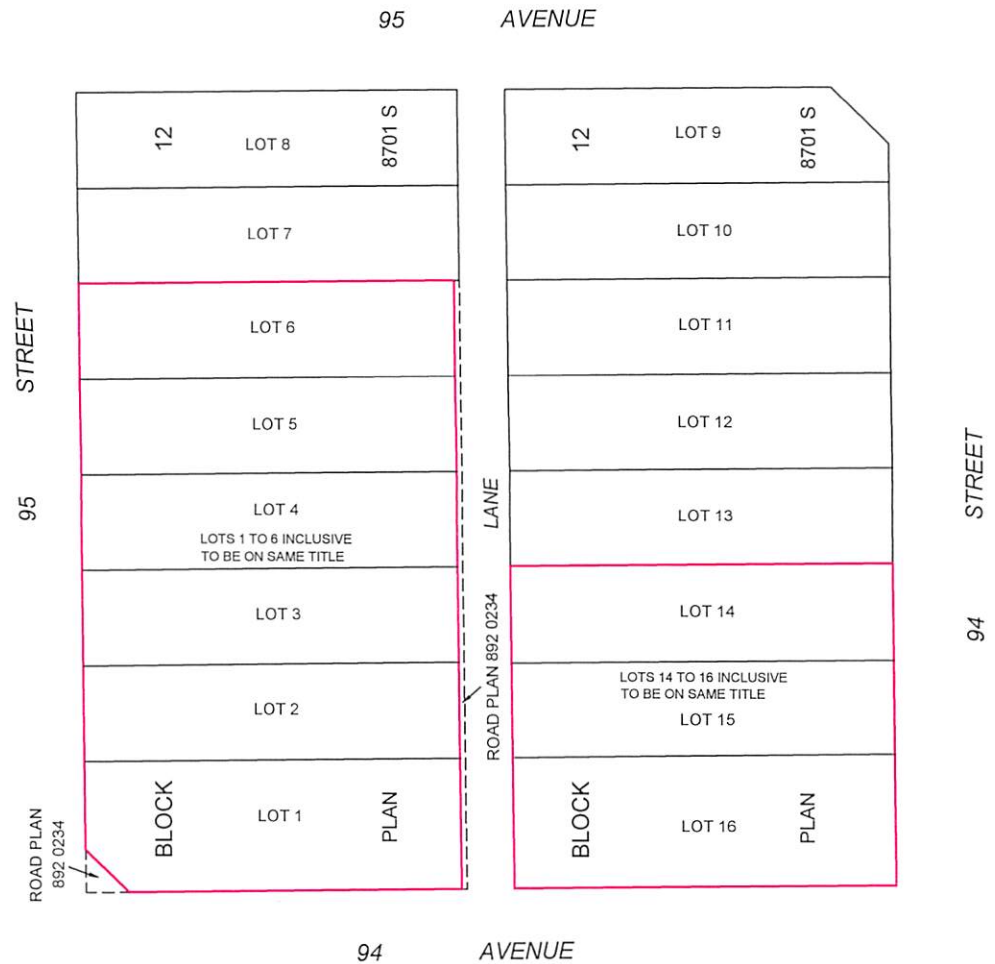 95 AVENUE
12 LOT 8 8701 S
LOT 7
LOT 6
LOT 5
LOT 4
LOTS 1 TO 6 INCLUSIVE
TO BE ON SAME TITLE
LOT 3
LOT 2
BLOCK LOT 1 PLAN
12 LOT 9 8701 S
LOT 10
LOT 11
LOT 12
LOT 13
LOT 14
LOTS 14 TO 16 INCLUSIVE
TO BE ON SAME TITLE
LOT 15
BLOCK LOT 16 PLAN
95 STREET
LANE
ROAD PLAN 892 0234
94 STREET
ROAD PLAN
892 0234
94 AVENUE